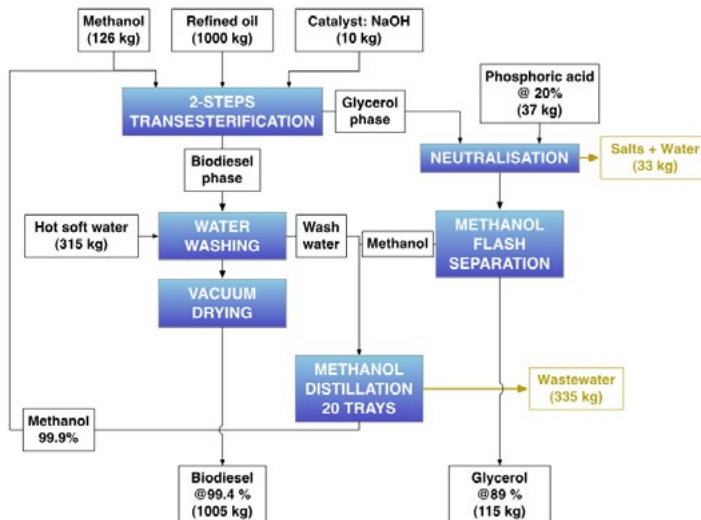 Methanol
(126 kg)
Refined oil
(1000 kg)
Catalyst: NaOH
(10 kg)
2-STEPS
TRANSESTERIFICATION
Glycerol
phase
Phosphoric acid
@ 20%
(37 kg)
NEUTRALISATION
Salts + Water
(33 kg)
Biodiesel
phase
Hot soft water
(315 kg)
WATER
WASHING
Wash
water
Methanol
METHANOL
FLASH
SEPARATION
VACUUM
DRYING
METHANOL
DISTILLATION
20 TRAYS
Wastewater
(335 kg)
Methanol
99.9%
Biodiesel
@99.4 %
(1005 kg)
Glycerol
@89 %
(115 kg)